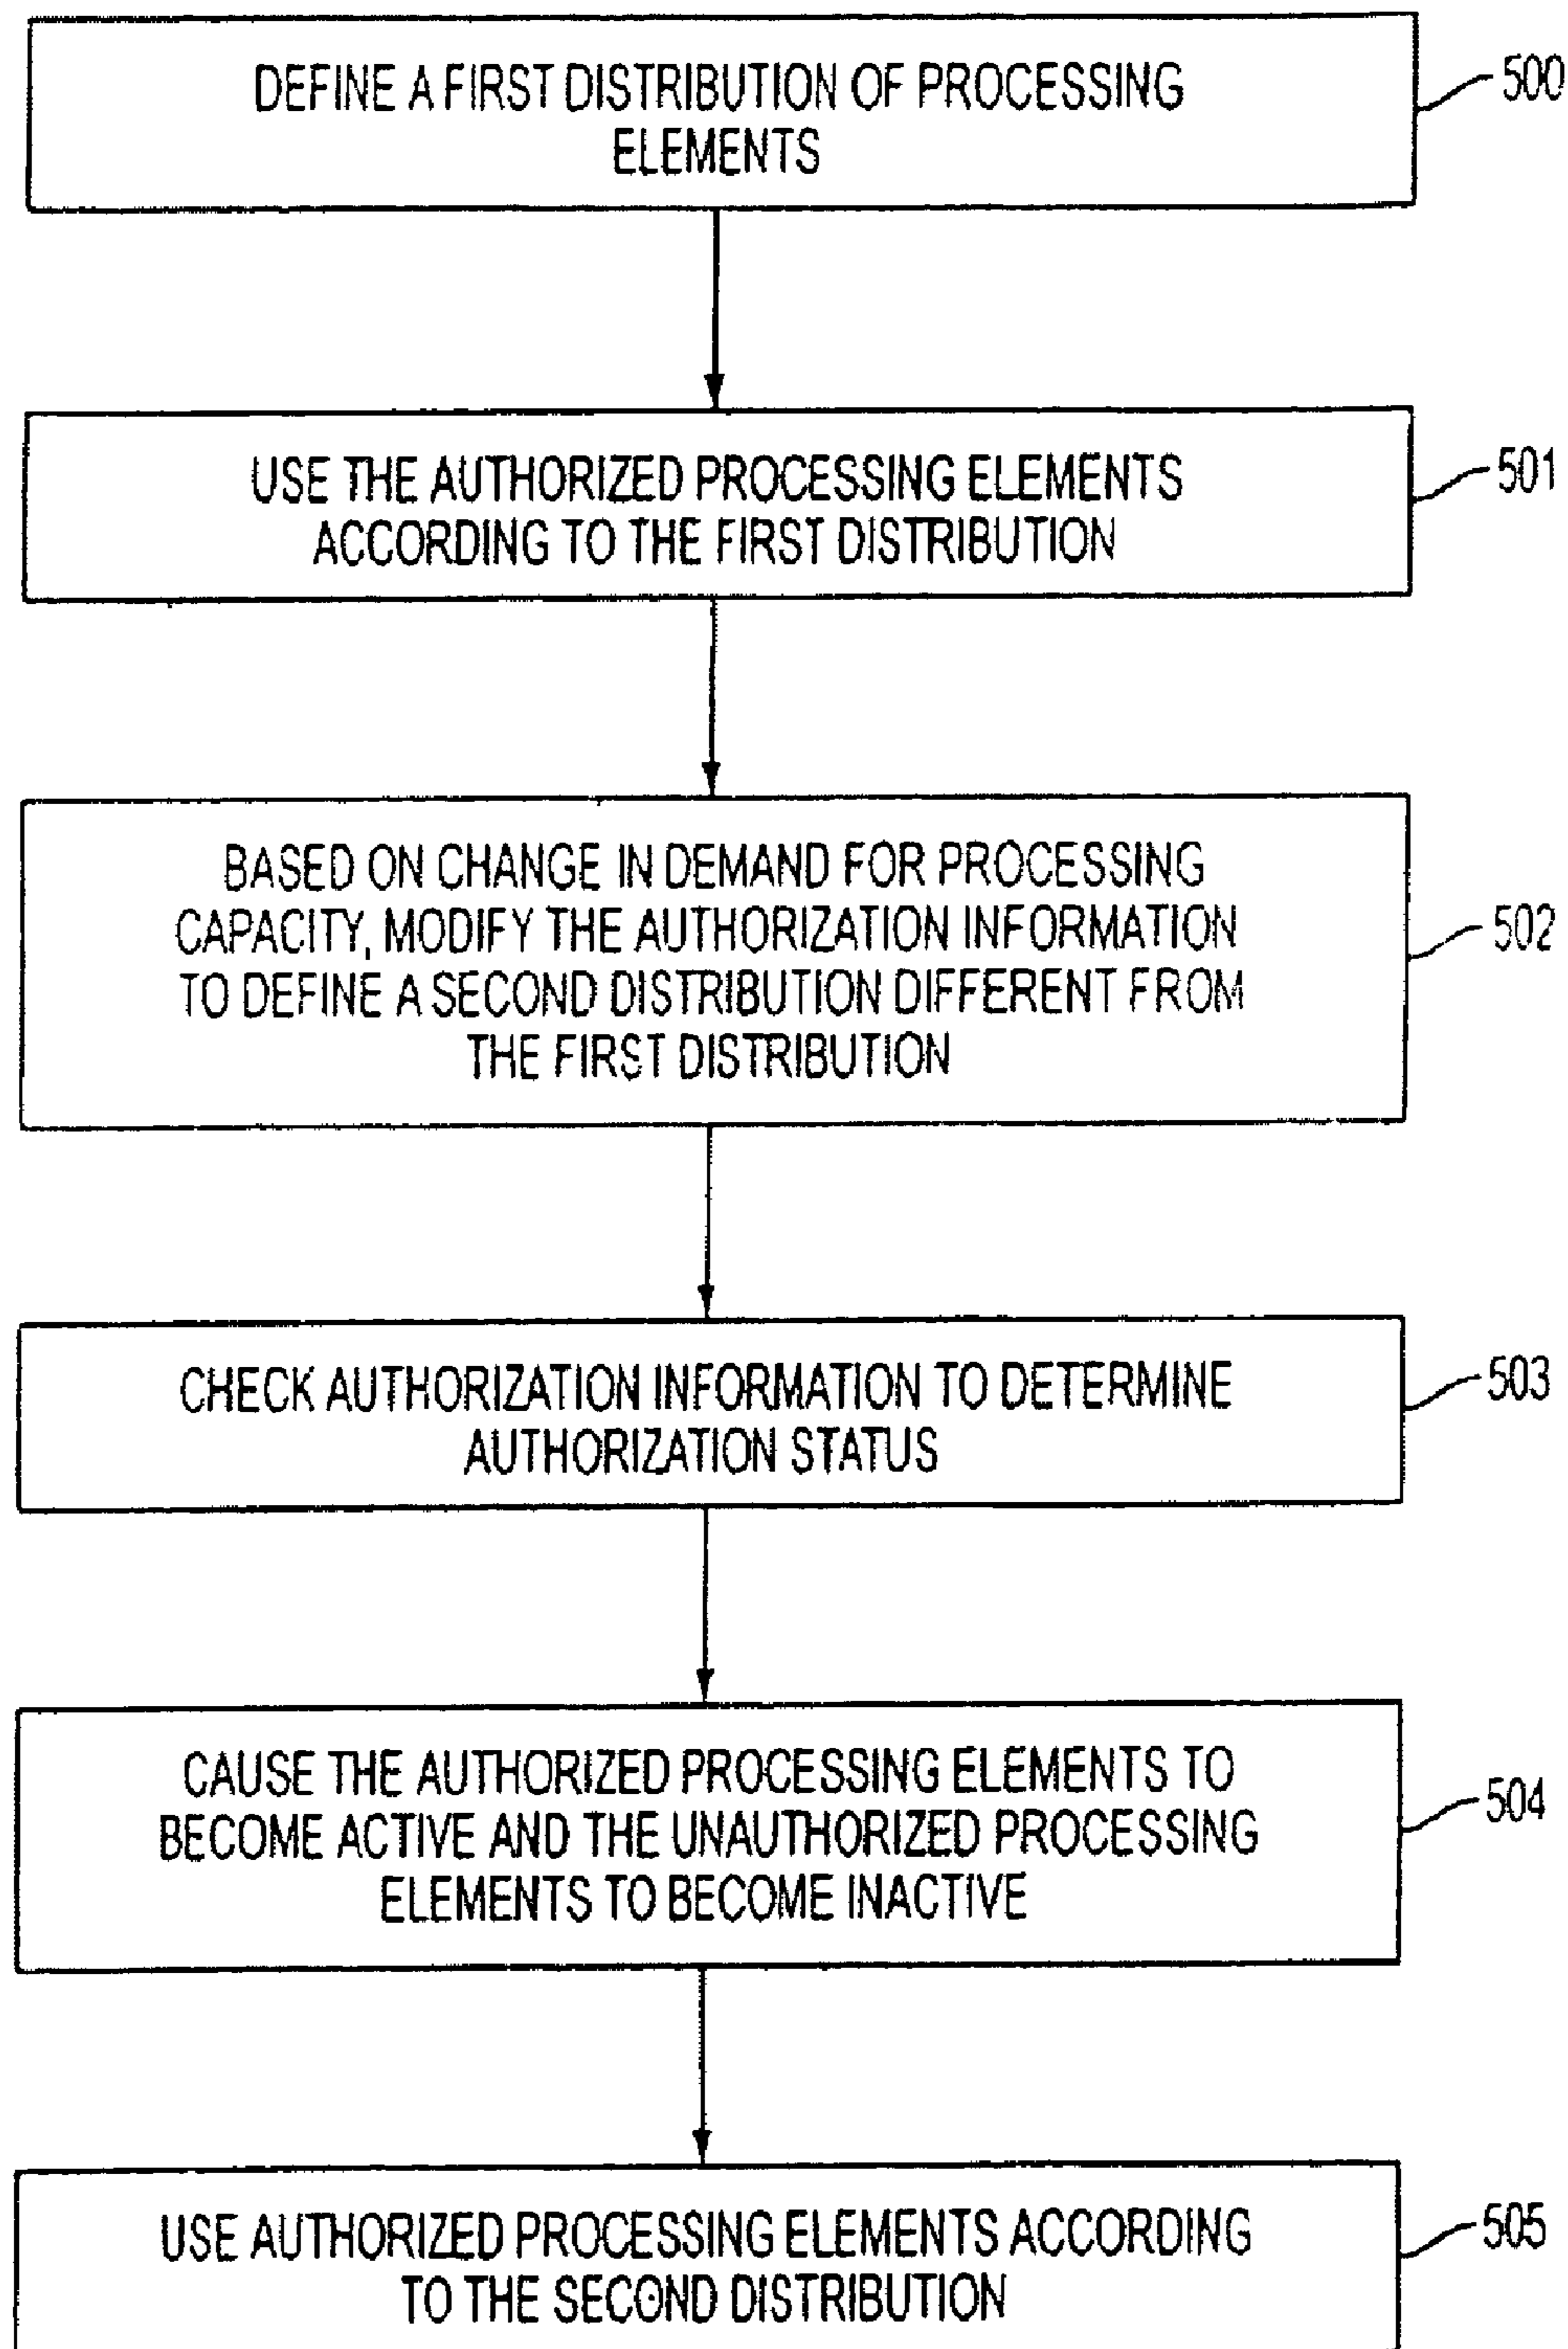 DEFINE A FIRST DISTRIBUTION OF PROCESSING
ELEMENTS
500
USE THE AUTHORIZED PROCESSING ELEMENTS
ACCORDING TO THE FIRST DISTRIBUTION
501
BASED ON CHANGE IN DEMAND FOR PROCESSING
CAPACITY, MODIFY THE AUTHORIZATION INFORMATION
TO DEFINE A SECOND DISTRIBUTION DIFFERENT FROM
THE FIRST DISTRIBUTION
502
CHECK AUTHORIZATION INFORMATION TO DETERMINE
AUTHORIZATION STATUS
503
CAUSE THE AUTHORIZED PROCESSING ELEMENTS TO
BECOME ACTIVE AND THE UNAUTHORIZED PROCESSING
ELEMENTS TO BECOME INACTIVE
504
USE AUTHORIZED PROCESSING ELEMENTS ACCORDING
TO THE SECOND DISTRIBUTION
505